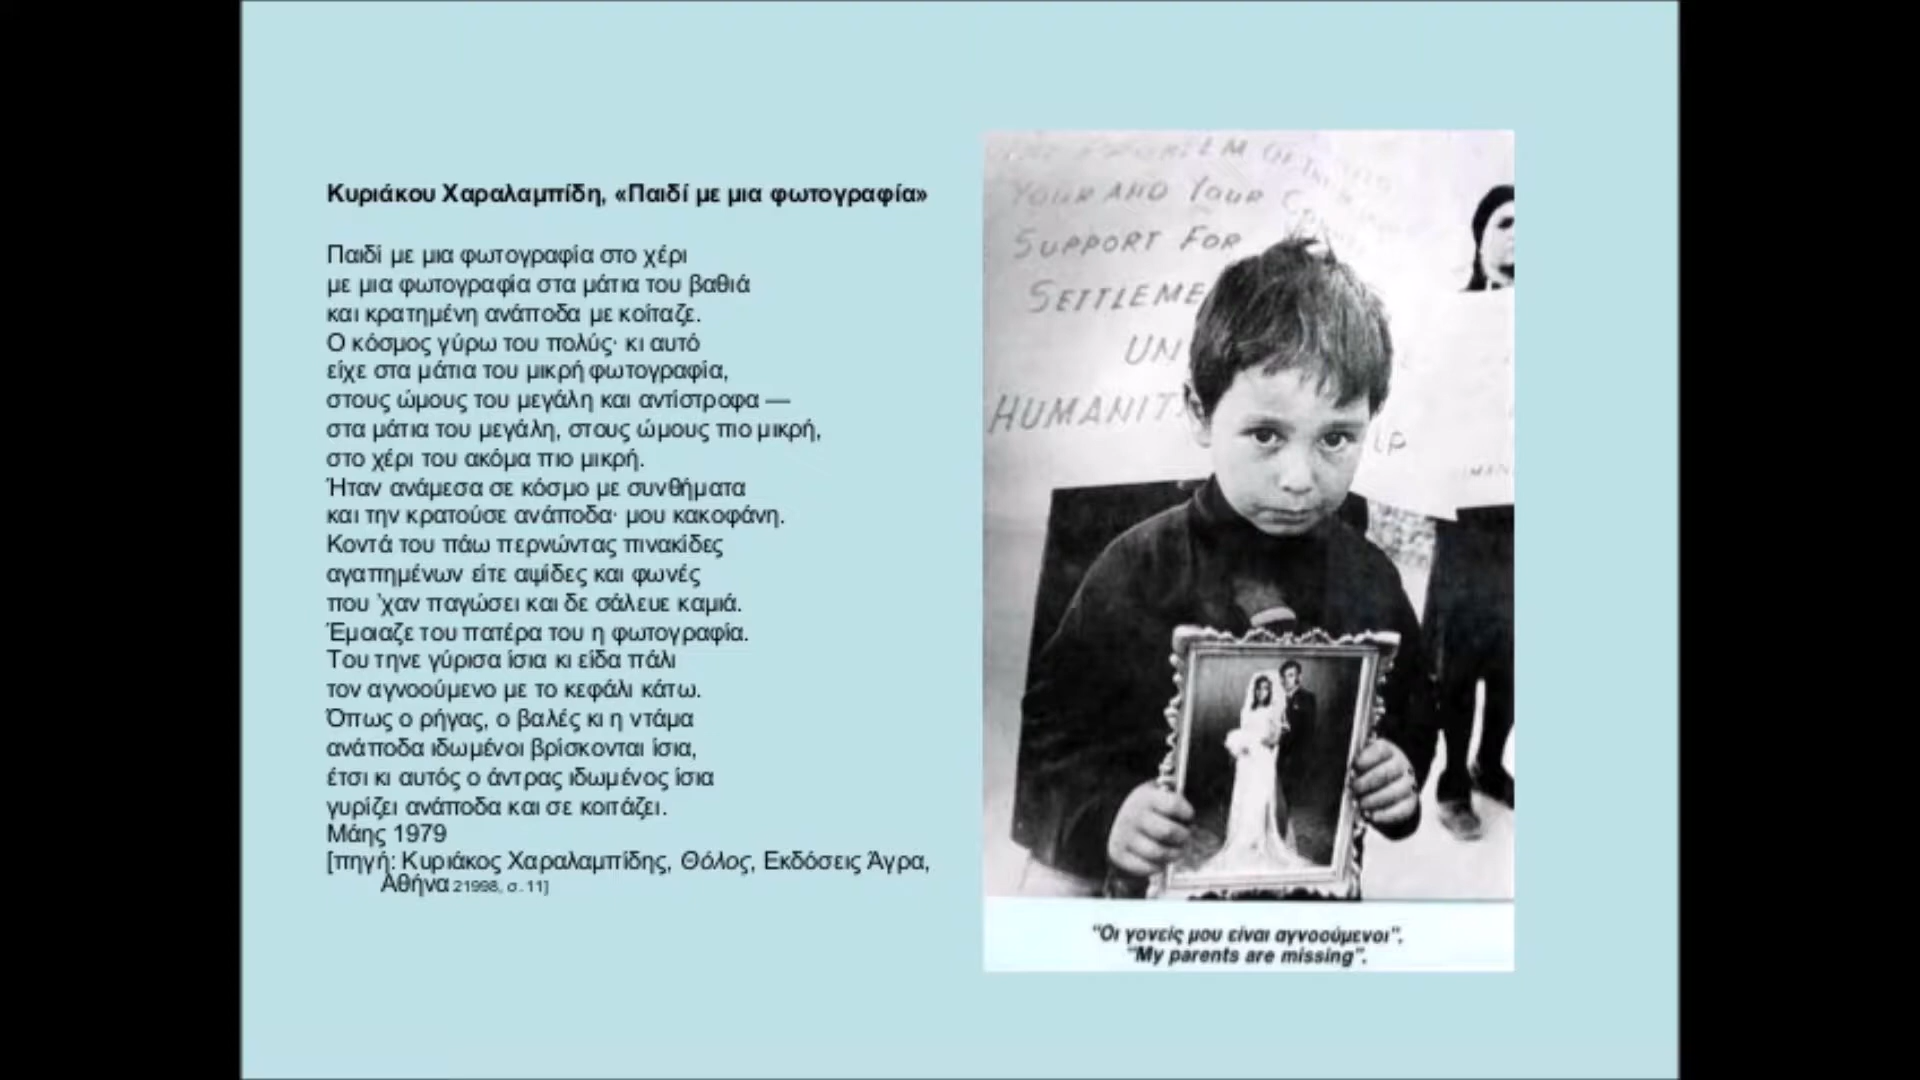 Κυριάκου Χαραλαμπίδη, «Παιδί με μια φωτογραφία»
Παιδί με μια φωτογραφία στο χέρι
με μια φωτογραφία στα μάτια του βαθιά
και κρατημένη ανάποδα με κοίταζε.
Ο κόσμος γύρω του πολύς· κι αυτό
είχε στα μάτια του μικρή φωτογραφία,
στους ώμους του μεγάλη και αντίστροφα —
στα μάτια του μεγάλη, στους ώμους πιο μικρή,
στο χέρι του ακόμα πιο μικρή.
Ήταν ανάμεσα σε κόσμο με συνθήματα
και την κρατούσε ανάποδα· μου κακοφάνη.
Κοντά του πάω περνώντας πινακίδες
αγαπημένων είτε αψίδες και φωνές
που 'χαν παγώσει και δε σάλευε καμιά.
Έμοιαζε του πατέρα του η φωτογραφία.
Του τηνε γύρισα ίσια κι είδα πάλι
τον αγνοούμενο με το κεφάλι κάτω.
Όπως ο ρήγας, ο βαλές κι η ντάμα
ανάποδα ιδωμένοι βρίσκονται ίσια,
έτσι κι αυτός ο άντρας ιδωμένος ίσια
γυρίζει ανάποδα και σε κοιτάζει.
Μάης 1979
[πηγή: Κυριάκος Χαραλαμπίδης, Θόλος, Εκδόσεις Άγρα,
Αθήνα 21998, σ. 11]
YOUR AND YOUR
SUPPORT FOR
SETTLEME
UN
HUMANIT
"Οι γονείς μου είναι αγνοούμενοι".
"My parents are missing".